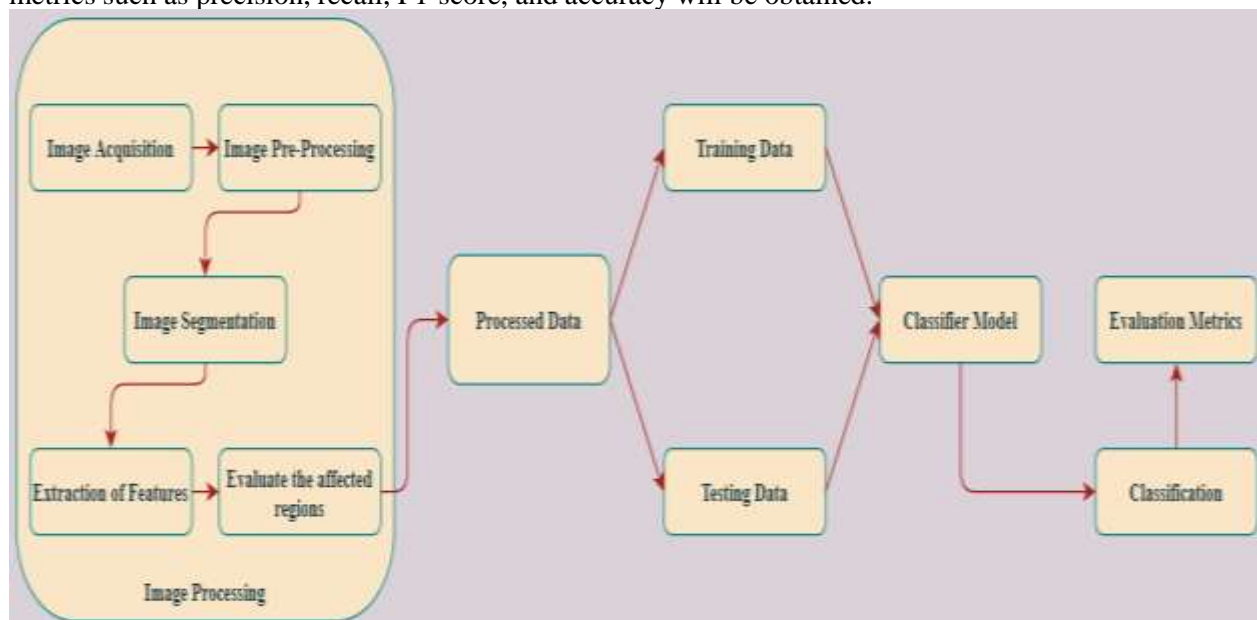 metrics such as precision, recall, F1-score, and accuracy will be obtained.
Image Acquisition
Image Pre-Processing
Image Segmentation
Extraction of Features
Evaluate the affected
regions
Image Processing
Processed Data
Training Data
Testing Data
Classifier Model
Classification
Evaluation Metrics